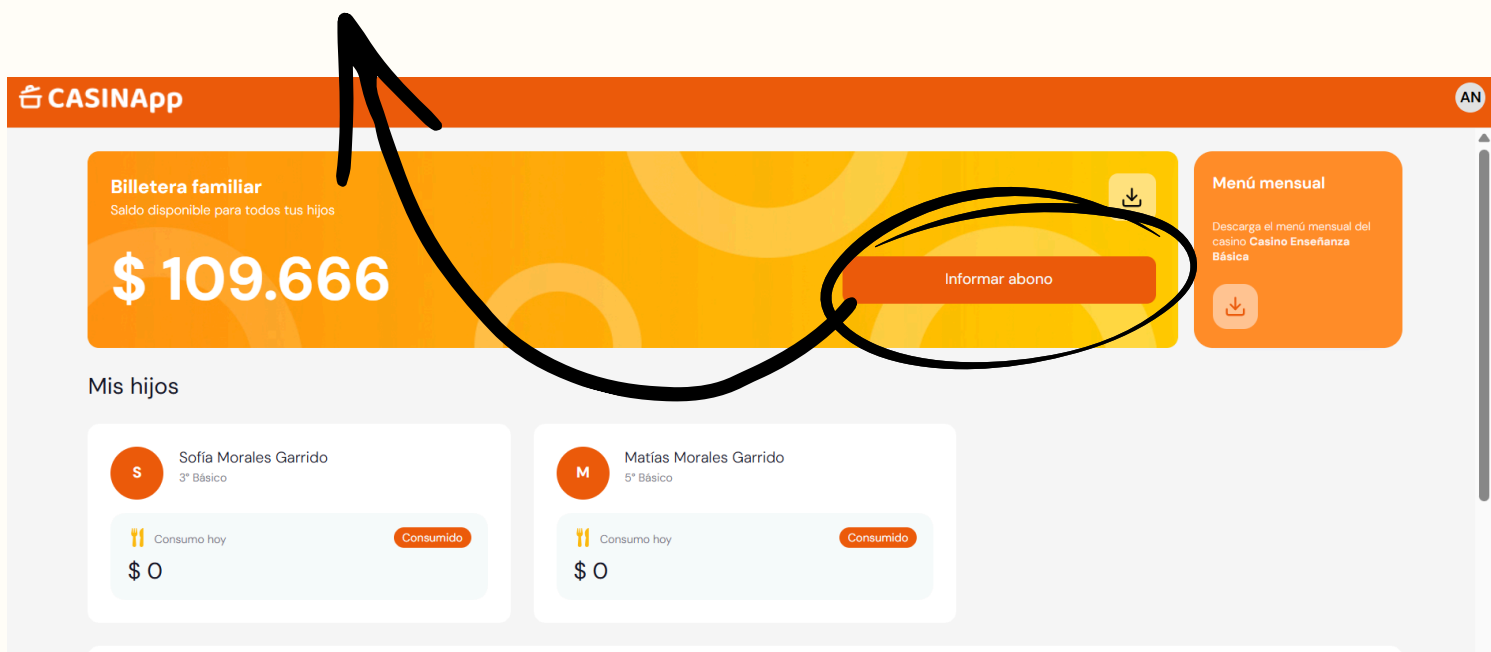 CASINApp
AN
Billetera familiar
Saldo disponible para todos tus hijos
$ 109.666
Informar abono
Menú mensual
Descarga el menú mensual del
casino Casino Enseñanza
Básica
Mis hijos
S
Sofía Morales Garrido
3° Básico
Consumo hoy
Consumido
$ 0
M
Matías Morales Garrido
5° Básico
Consumo hoy
Consumido
$ 0